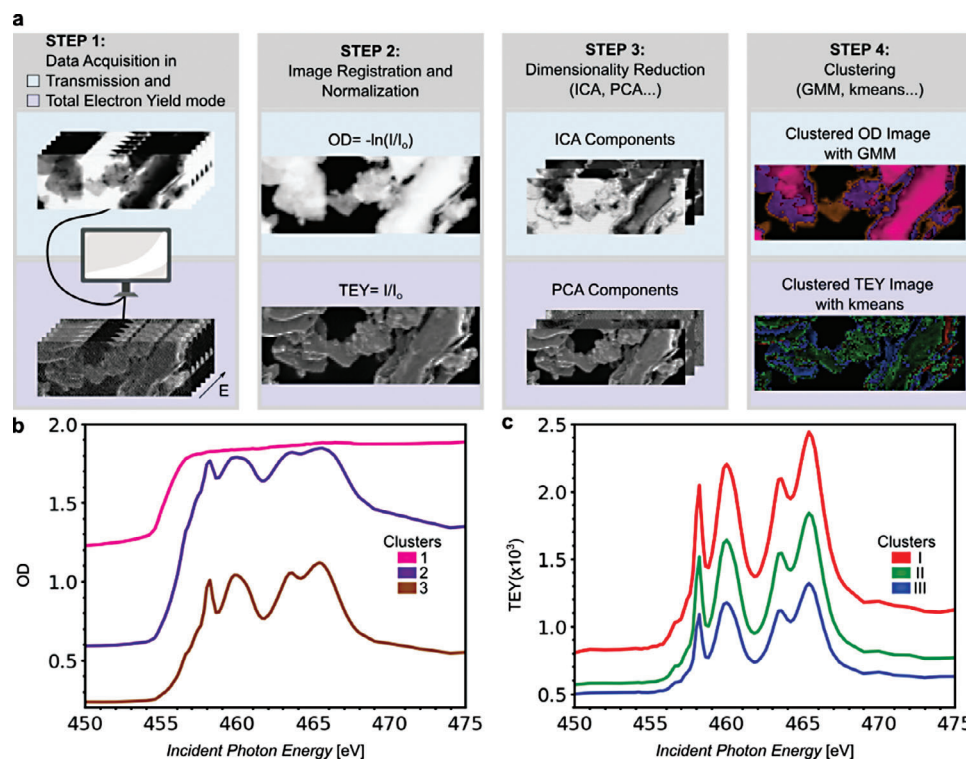 a
STEP 1:
Data Acquisition in
Transmission and
Total Electron Yield mode
E
STEP 2:
Image Registration and
Normalization
OD= -ln(I/Io)
TEY= I/Io
STEP 3:
Dimensionality Reduction
(ICA, PCA...)
ICA Components
PCA Components
STEP 4:
Clustering
(GMM, kmeans...)
Clustered OD Image
with GMM
Clustered TEY Image
with kmeans
b
2.0
1.5
1.0
0.5
OD
Clusters
1
2
3
450 455 460 465 470 475
Incident Photon Energy [eV]
c
2.5
2.0
1.5
1.0
0.5
TEY(x10³)
Clusters
I
II
III
450 455 460 465 470 475
Incident Photon Energy [eV]